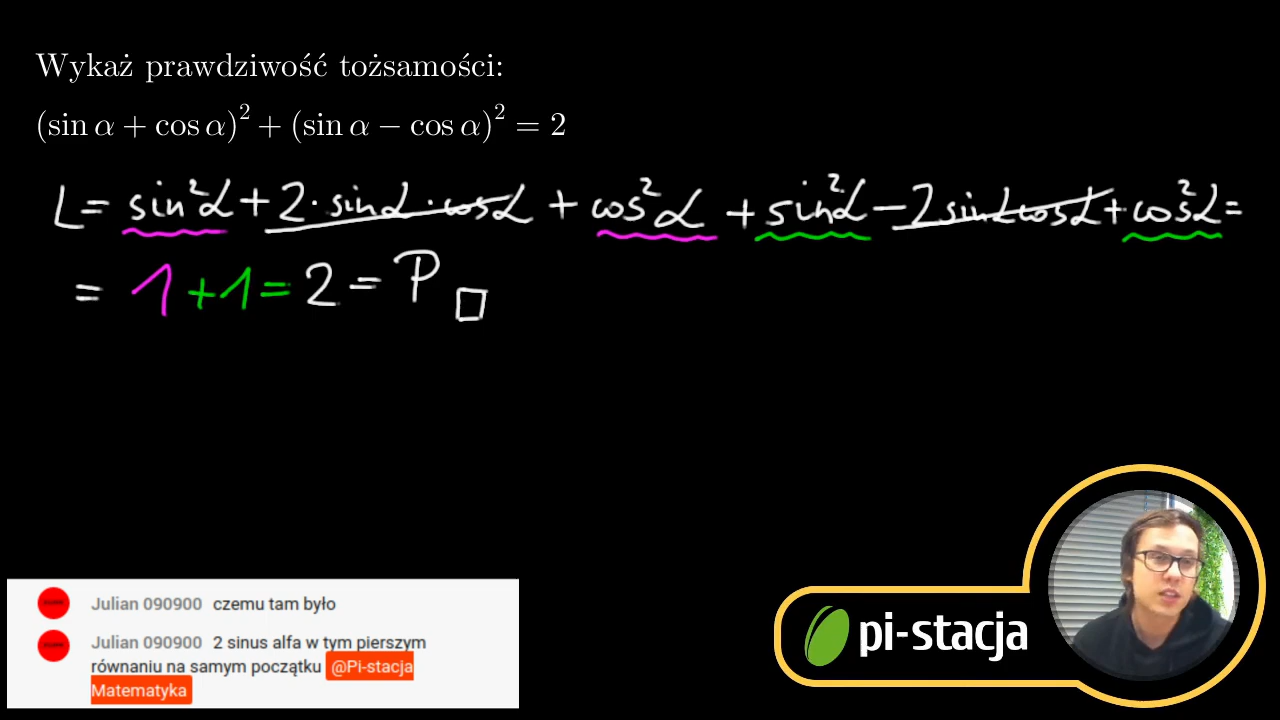 Wykaż prawdziwość tożsamości:
(sin α + cos α)² + (sin α − cos α)² = 2
L = sin²α + 2·sinα·cosα + cos²α + sin²α − 2sinαcosα + cos²α =
= 1 + 1 = 2 = P □
Julian 090900 czemu tam było
Julian 090900 2 sinus alfa w tym pierszym
równaniu na samym początku @Pi-stacja
Matematyka
pi-stacja